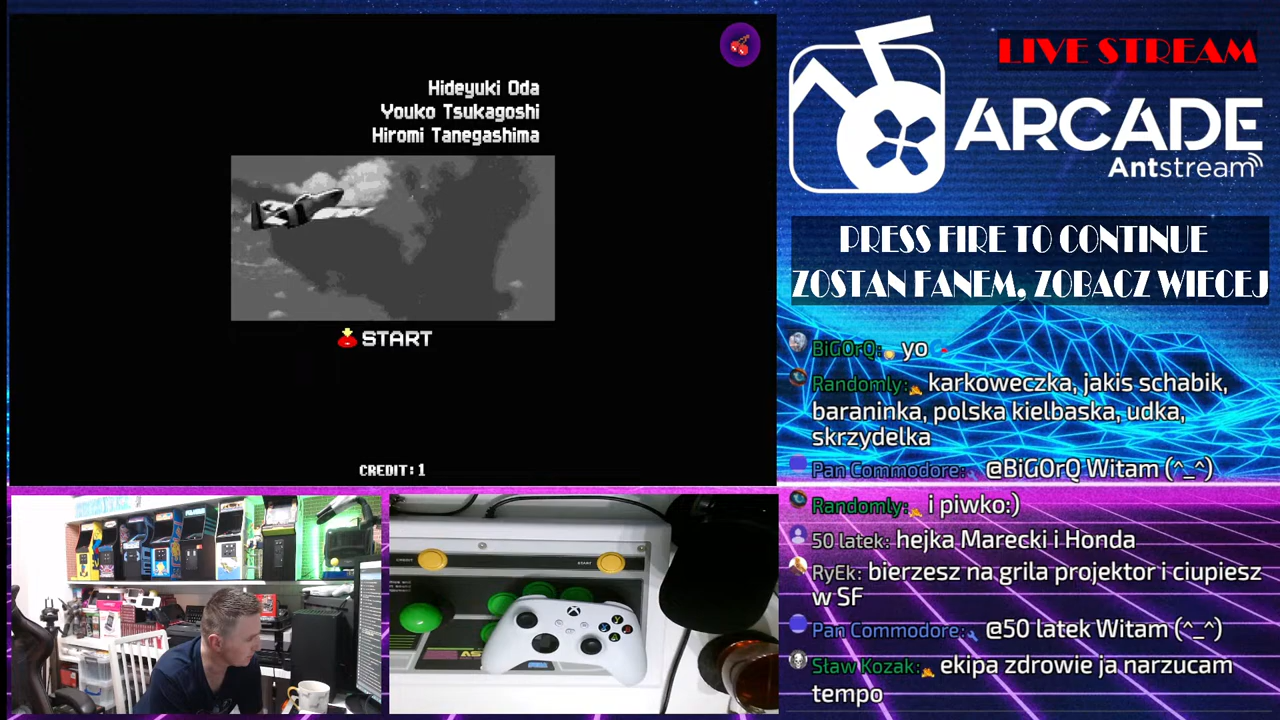 Hideyuki Oda
Youko Tsukagoshi
Hiromi Tanegashima
START
CREDIT:1
LIVE STREAM
ARCADE
Antstream
PRESS FIRE TO CONTINUE
ZOSTAN FANEM, ZOBACZ WIECEJ
BiGOrQ: yo
Randomly: karkoweczka, jakis schabik,
baraninka, polska kielbaska, udka,
skrzydelka
Pan Commodore: @BiGOrQ Witam (^_^)
Randomly: i piwko:)
50 latek: hejka Marecki i Honda
RyEk: bierzesz na grila projektor i ciupiesz
w SF
Pan Commodore: @50 latek Witam (^_^)
Sław Kozak: ekipa zdrowie ja narzucam
tempo
CREDIT
START
SEGA